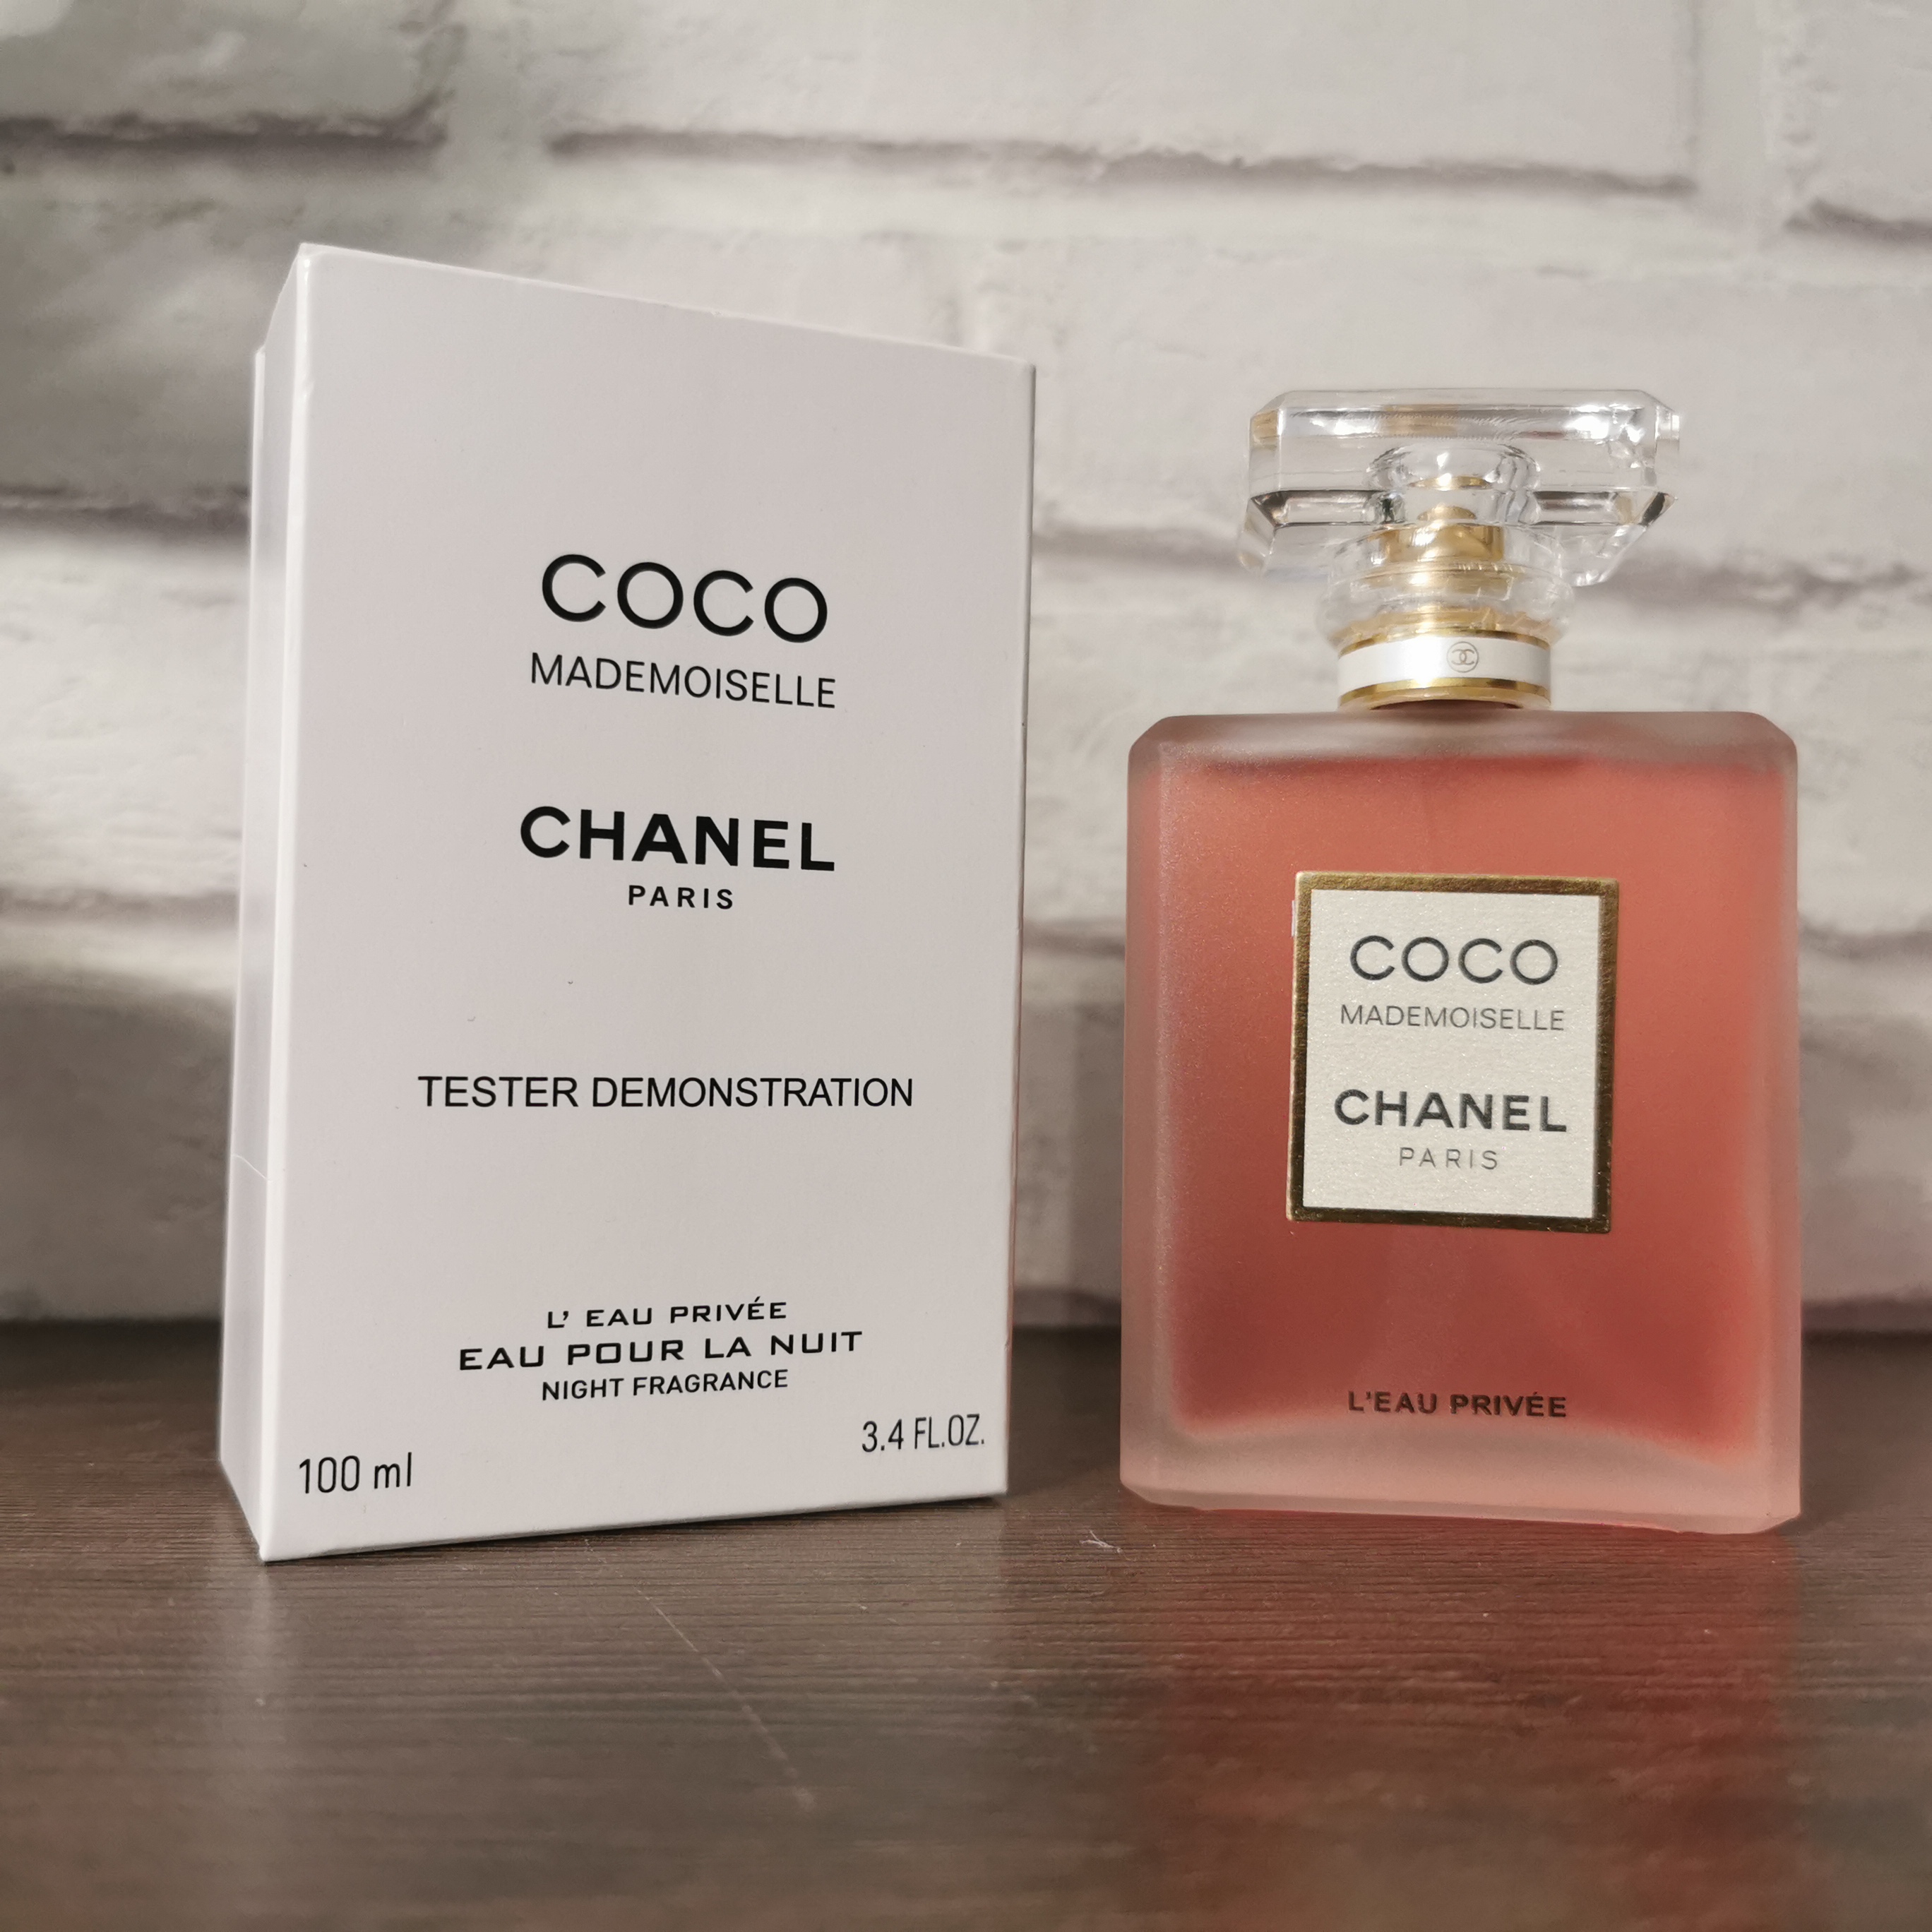 COCO
MADEMOISELLE
CHANEL
PARIS
TESTER DEMONSTRATION
L' EAU PRIVÉE
EAU POUR LA NUIT
NIGHT FRAGRANCE
100 ml
3.4 FL.OZ.
COCO
MADEMOISELLE
CHANEL
PARIS
L'EAU PRIVÉE